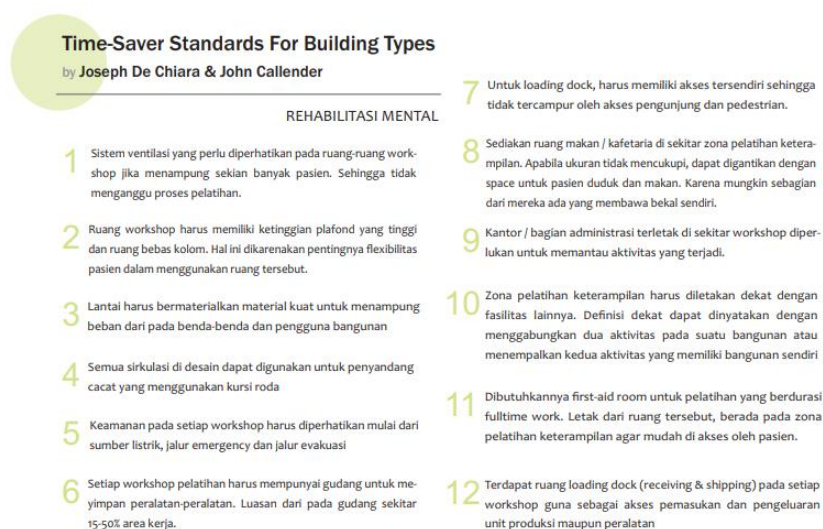 Time-Saver Standards For Building Types
by Joseph De Chiara & John Callender
REHABILITASI MENTAL
1 Sistem ventilasi yang perlu diperhatikan pada ruang-ruang work-
shop jika menampung sekian banyak pasien. Sehingga tidak
menganggu proses pelatihan.
2 Ruang workshop harus memiliki ketinggian plafond yang tinggi
dan ruang bebas kolom. Hal ini dikarenakan pentingnya flexibilitas
pasien dalam menggunakan ruang tersebut.
3 Lantai harus bermaterialkan material kuat untuk menampung
beban dari pada benda-benda dan pengguna bangunan
4 Semua sirkulasi di desain dapat digunakan untuk penyandang
cacat yang menggunakan kursi roda
5 Keamanan pada setiap workshop harus diperhatikan mulai dari
sumber listrik, jalur emergency dan jalur evakuasi
6 Setiap workshop pelatihan harus mempunyai gudang untuk me-
yimpan peralatan-peralatan. Luasan dari pada gudang sekitar
15-50% area kerja.
7 Untuk loading dock, harus memiliki akses tersendiri sehingga
tidak tercampur oleh akses pengunjung dan pedestrian.
8 Sediakan ruang makan / kafetaria di sekitar zona pelatihan ketera-
mpilan. Apabila ukuran tidak mencukupi, dapat digantikan dengan
space untuk pasien duduk dan makan. Karena mungkin sebagian
dari mereka ada yang membawa bekal sendiri.
9 Kantor / bagian administrasi terletak di sekitar workshop diper-
lukan untuk memantau aktivitas yang terjadi.
10 Zona pelatihan keterampilan harus diletakan dekat dengan
fasilitas lainnya. Definisi dekat dapat dinyatakan dengan
menggabungkan dua aktivitas pada suatu bangunan atau
menempalkan kedua aktivitas yang memiliki bangunan sendiri
11 Dibutuhkannya first-aid room untuk pelatihan yang berdurasi
fulltime work. Letak dari ruang tersebut, berada pada zona
pelatihan keterampilan agar mudah di akses oleh pasien.
12 Terdapat ruang loading dock (receiving & shipping) pada setiap
workshop guna sebagai akses pemasukan dan pengeluaran
unit produksi maupun peralatan